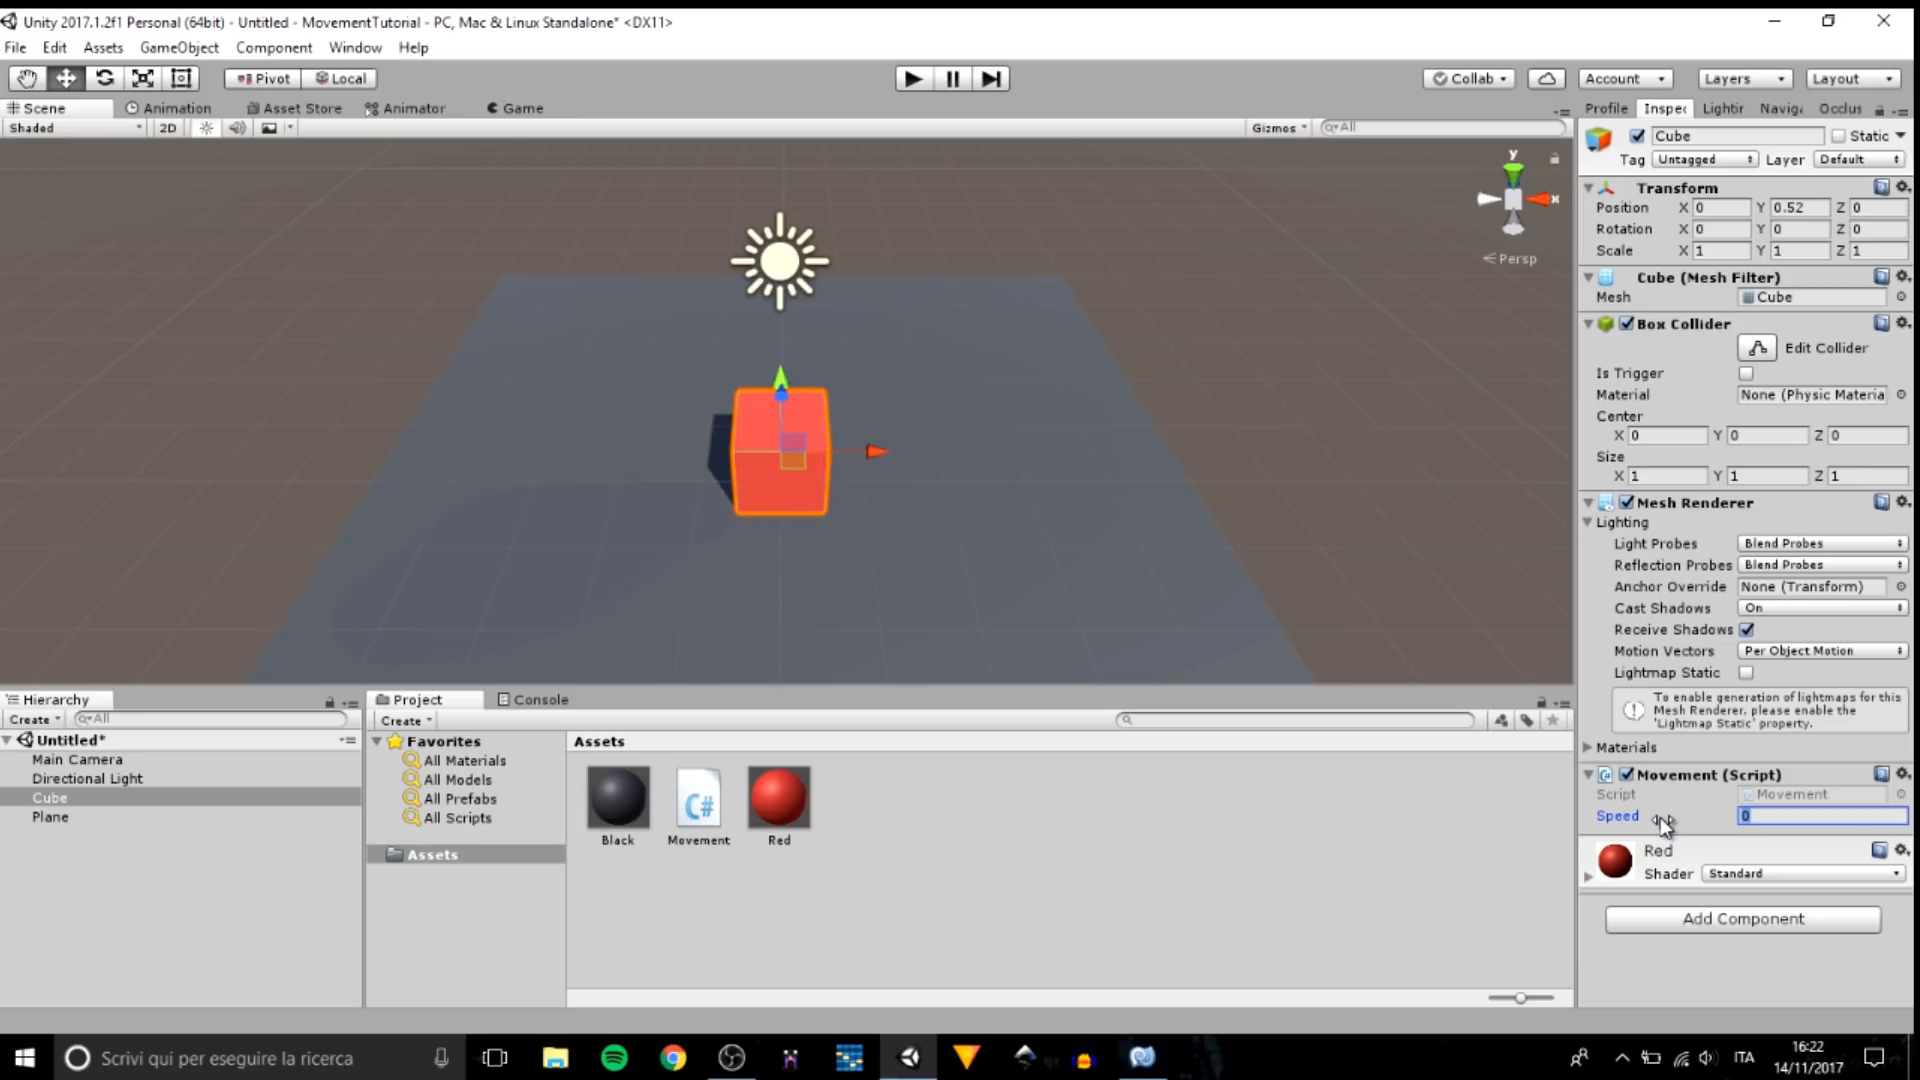 Unity 2017.1.2f1 Personal (64bit) - Untitled - MovementTutorial - PC, Mac & Linux Standalone* <DX11>
File Edit Assets GameObject Component Window Help
Pivot Local Collab Account Layers Layout
Scene Animation Asset Store Animator Game
Shaded 2D Gizmos All
y
x
Persp
Profile Inspec Lightir Naviga Occlus
Cube Static
Tag Untagged Layer Default
Transform
Position X 0 Y 0.52 Z 0
Rotation X 0 Y 0 Z 0
Scale X 1 Y 1 Z 1
Cube (Mesh Filter)
Mesh Cube
Box Collider
Edit Collider
Is Trigger
Material None (Physic Materia
Center
X 0 Y 0 Z 0
Size
X 1 Y 1 Z 1
Mesh Renderer
Lighting
Light Probes Blend Probes
Reflection Probes Blend Probes
Anchor Override None (Transform)
Cast Shadows On
Receive Shadows
Motion Vectors Per Object Motion
Lightmap Static
To enable generation of lightmaps for this
Mesh Renderer, please enable the
'Lightmap Static' property.
Materials
Movement (Script)
Script Movement
Speed 0
Red
Shader Standard
Add Component
Hierarchy
Create All
Untitled*
Main Camera
Directional Light
Cube
Plane
Project Console
Create
Favorites
All Materials
All Models
All Prefabs
All Scripts
Assets
Assets
C#
Black Movement Red
Scrivi qui per eseguire la ricerca
ITA
16:22
14/11/2017